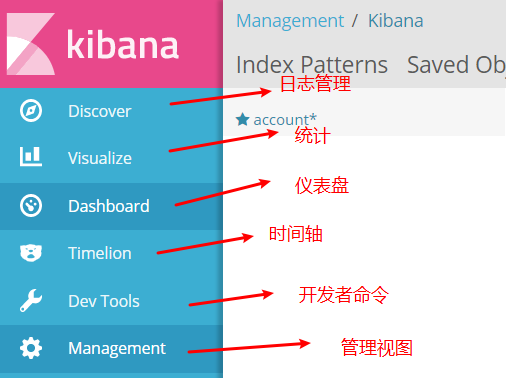 kibana
Management / Kibana
Index Patterns Saved Ob
日志管理
Discover
account*
统计
Visualize
仪表盘
Dashboard
时间轴
Timelion
开发者命令
Dev Tools
管理视图
Management